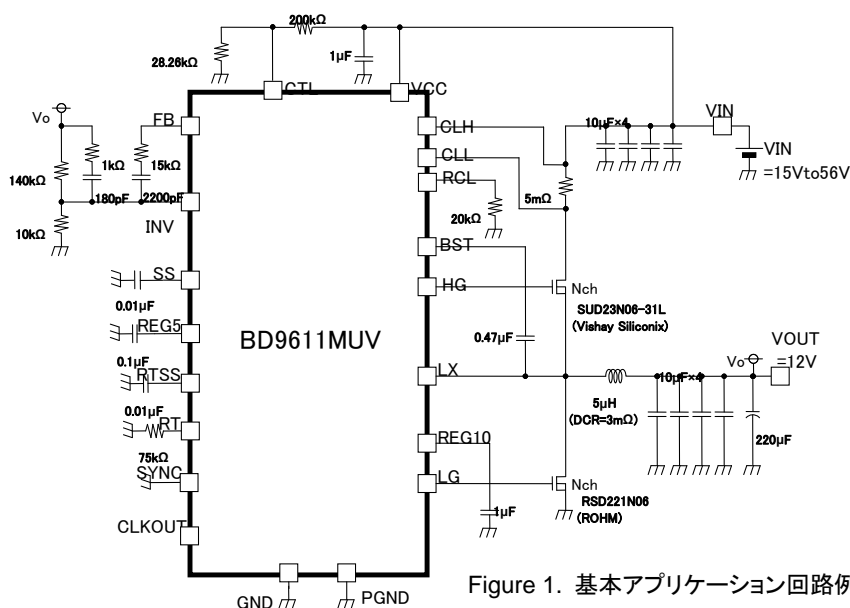 200kΩ
28.26kΩ
1μF
CTL
VCC
Vo
FB
1kΩ
15kΩ
140kΩ
180pF
2200pF
10kΩ
INV
SS
0.01μF
REG5
0.1μF
RTSS
0.01μF
RT
75kΩ
SYNC
CLKOUT
GND
PGND
BD9611MUV
CLH
CLL
RCL
20kΩ
BST
HG
0.47μF
LX
REG10
LG
1μF
10μF×4
VIN
VIN
=15Vto56V
5mΩ
Nch
SUD23N06-31L
(Vishay Siliconix)
VOUT
=12V
Vo
10μF×4
5μH
(DCR=3mΩ)
220μF
Nch
RSD221N06
(ROHM)
Figure 1. 基本アプリケーション回路例